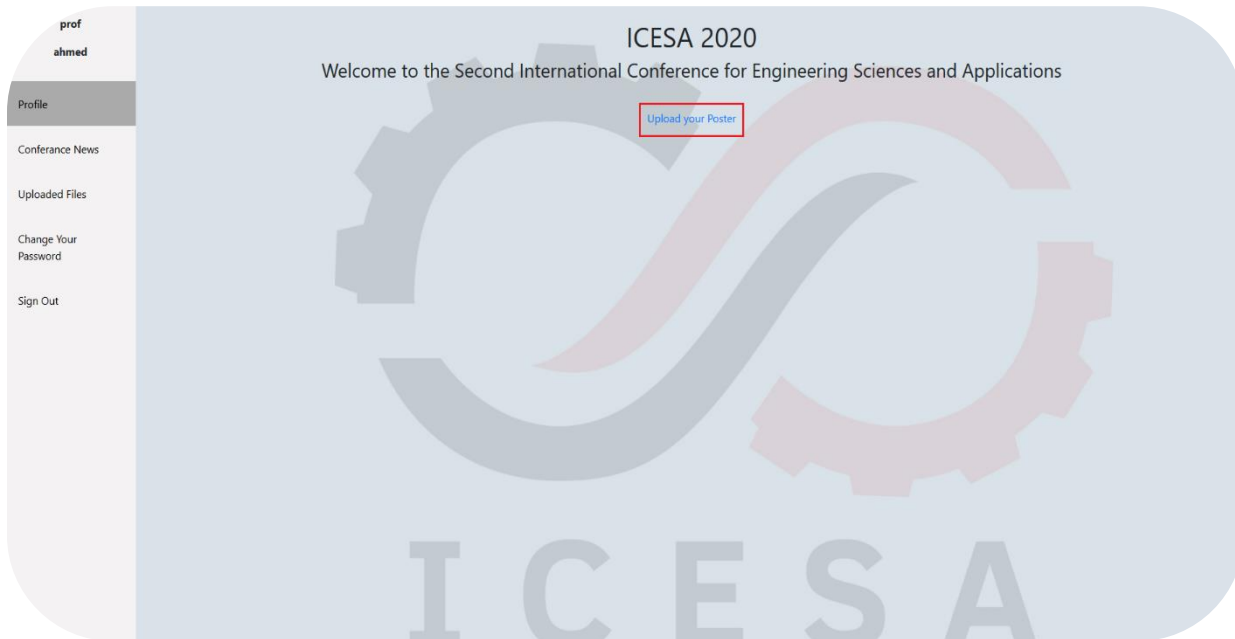 prof
ahmed
Profile
Conferance News
Uploaded Files
Change Your
Password
Sign Out
ICESA 2020
Welcome to the Second International Conference for Engineering Sciences and Applications
Upload your Poster
ICESA